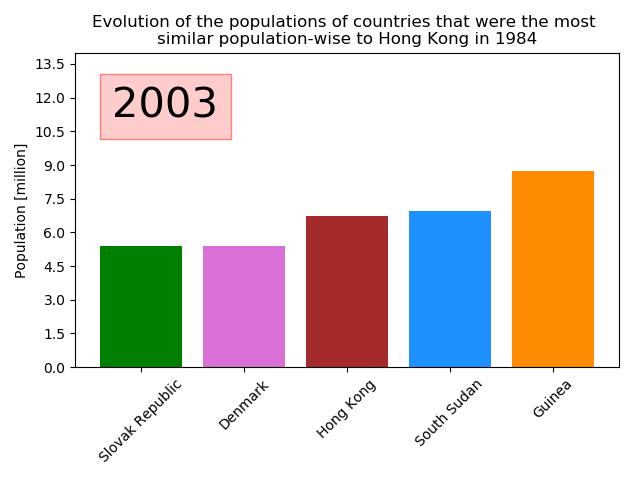 Evolution of the populations of countries that were the most
similar population-wise to Hong Kong in 1984
2003
Population [million]
13.5
12.0
10.5
9.0
7.5
6.0
4.5
3.0
1.5
0.0
Slovak Republic
Denmark
Hong Kong
South Sudan
Guinea